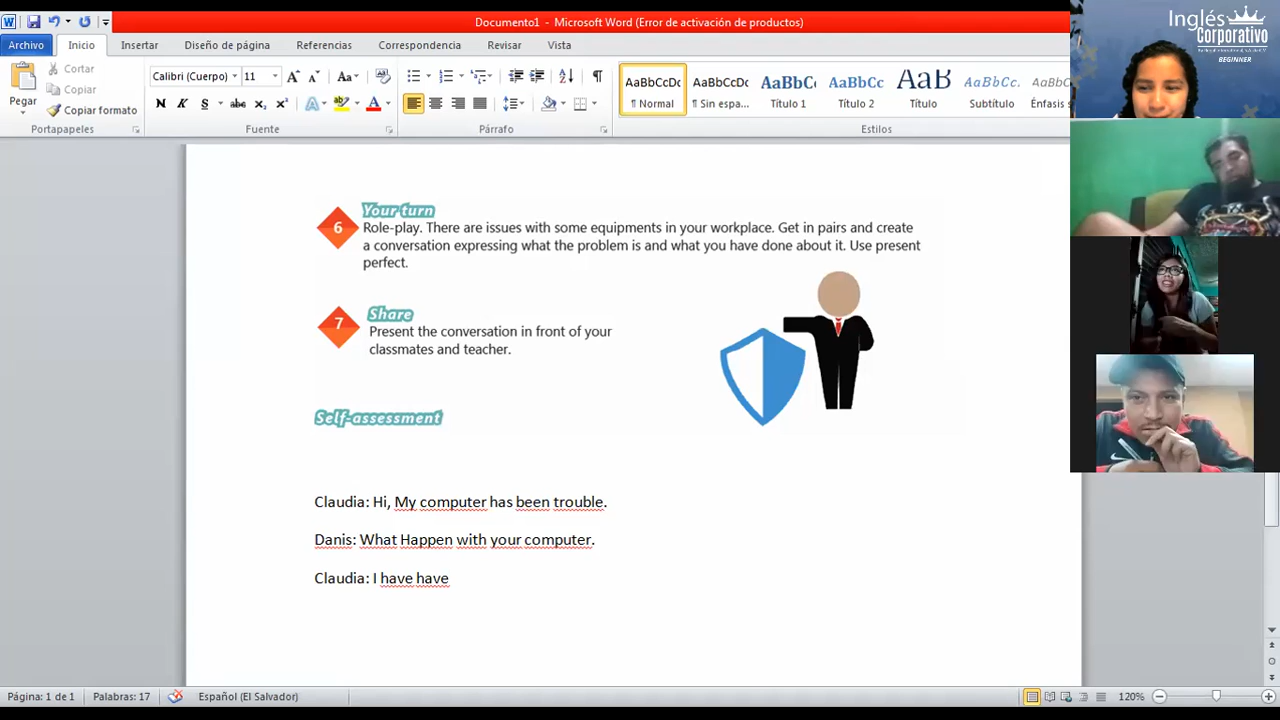 Documento1 - Microsoft Word (Error de activación de productos)
Archivo Inicio Insertar Diseño de página Referencias Correspondencia Revisar Vista
Pegar
Cortar
Copiar
Copiar formato
Portapapeles
Calibri (Cuerpo) 11
Fuente
Párrafo
AaBbCcDc AaBbCcDc AaBbC AaBbCc AaB AaBbCc. AaBbCcD
¶ Normal ¶ Sin espa... Título 1 Título 2 Título Subtítulo Énfasis s
Estilos
Inglés
Corporativo
BEGINNER
6 Your turn
Role-play. There are issues with some equipments in your workplace. Get in pairs and create
a conversation expressing what the problem is and what you have done about it. Use present
perfect.
7 Share
Present the conversation in front of your
classmates and teacher.
Self-assessment
Claudia: Hi, My computer has been trouble.
Danis: What Happen with your computer.
Claudia: I have have
Página: 1 de 1 Palabras: 17 Español (El Salvador) 120%